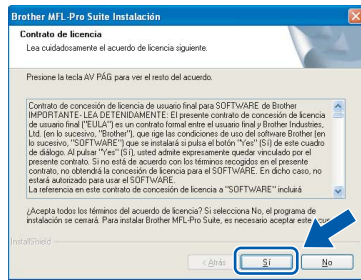 Brother MFL-Pro Suite Instalación
Contrato de licencia
Lea cuidadosamente el acuerdo de licencia siguiente.
Presione la tecla AV PÁG para ver el resto del acuerdo.
Contrato de concesión de licencia de usuario final para SOFTWARE de Brother
IMPORTANTE- LEA DETENIDAMENTE: El presente contrato de concesión de licencia
de usuario final ("EULA") es un contrato formal entre el usuario final y Brother Industries,
Ltd. (en lo sucesivo, "Brother"), que rige las condiciones de uso del software Brother (en
lo sucesivo, "SOFTWARE") que se instalará si pulsa el botón "Yes" (Sí) de este cuadro
de diálogo. Al pulsar "Yes" (Sí), usted admite expresamente quedar vinculado por el
presente contrato. Si no está de acuerdo con los términos recogidos en el presente
contrato, no obtendrá la concesión de licencia para el SOFTWARE. En dicho caso, no
estará autorizado para usar el SOFTWARE.
La referencia en este contrato de concesión de licencia a "SOFTWARE" incluirá
¿Acepta todos los términos del acuerdo de licencia? Si selecciona No, el programa de
instalación se cerrará. Para instalar Brother MFL-Pro Suite, es necesario aceptar este
InstallShield
< Atrás
Sí
No